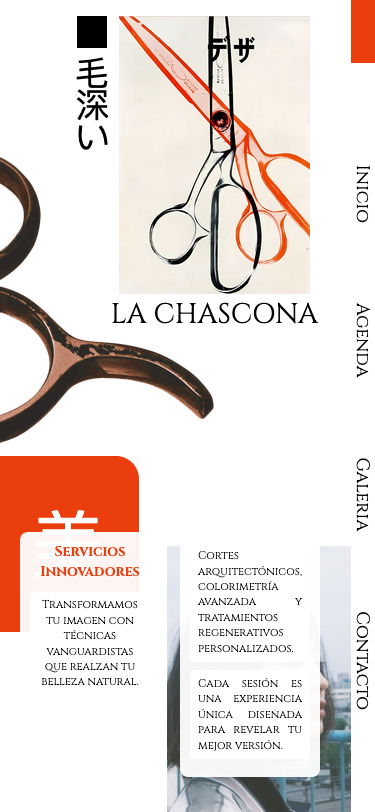 デザ
毛深い
LA CHASCONA
Inicio
Agenda
Galeria
Contacto
美
Servicios
Innovadores
Transformamos
tu imagen con
técnicas
vanguardistas
que realzan tu
belleza natural.
Cortes
arquitectónicos,
colorimetría
avanzada y
tratamientos
regenerativos
personalizados.
Cada sesión es
una experiencia
única diseñada
para revelar tu
mejor versión.